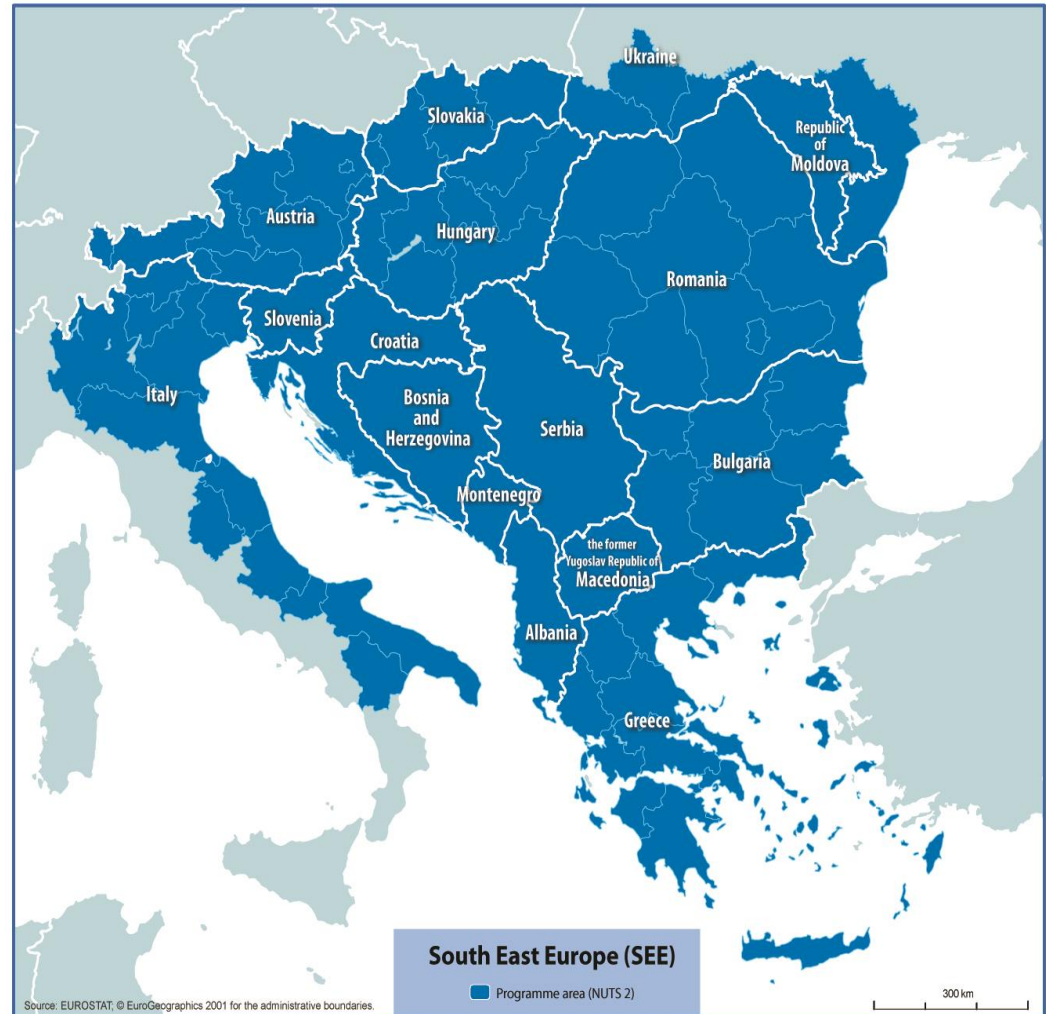 Ukraine
Slovakia
Republic
of
Moldova
Austria
Hungary
Romania
Slovenia
Croatia
Italy
Bosnia
and
Herzegovina
Serbia
Bulgaria
Montenegro
the former
Yugoslav Republic of
Macedonia
Albania
Greece
South East Europe (SEE)
Programme area (NUTS 2)
Source: EUROSTAT; © EuroGeographics 2001 for the administrative boundaries.
300 km